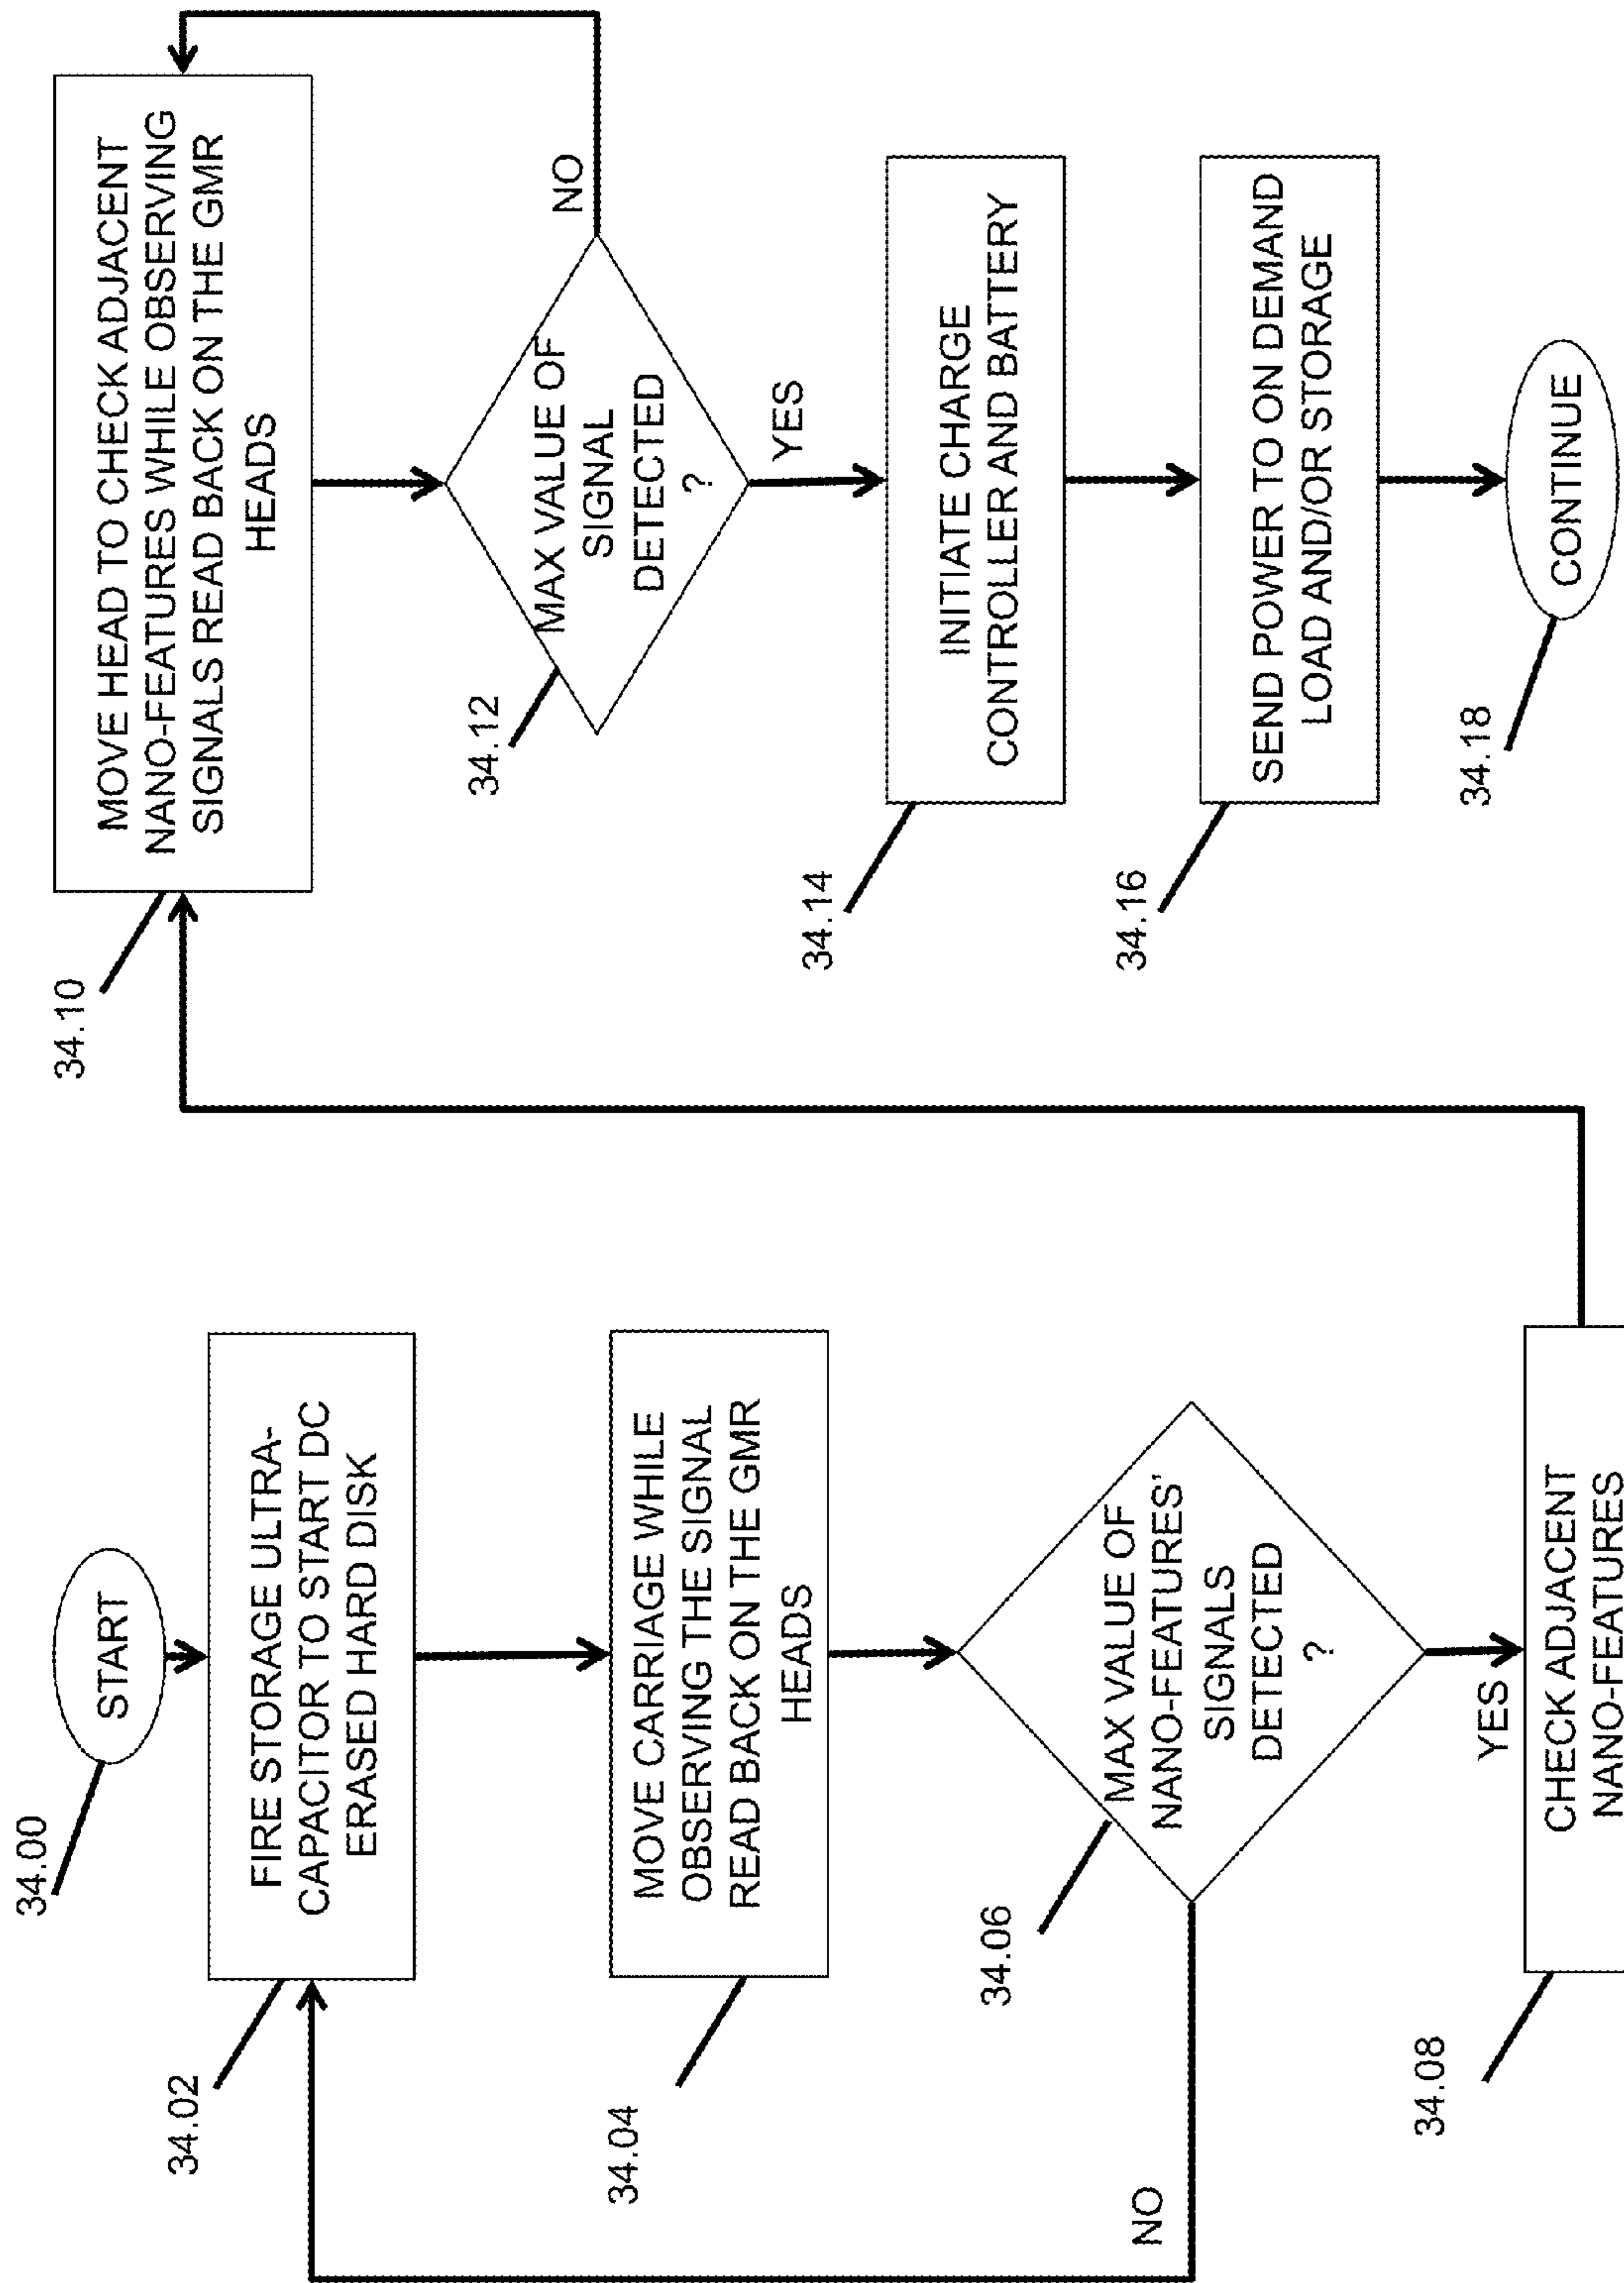 34.00
START
34.02
FIRE STORAGE ULTRA-
CAPACITOR TO START DC
ERASED HARD DISK
34.04
MOVE CARRIAGE WHILE
OBSERVING THE SIGNAL
READ BACK ON THE GMR
HEADS
34.06
MAX VALUE OF
NANO-FEATURES’
SIGNALS
DETECTED
?
NO
YES
34.08
CHECK ADJACENT
NANO-FEATURES
34.10
MOVE HEAD TO CHECK ADJACENT
NANO-FEATURES WHILE OBSERVING
SIGNALS READ BACK ON THE GMR
HEADS
34.12
MAX VALUE OF
SIGNAL
DETECTED
?
NO
YES
34.14
INITIATE CHARGE
CONTROLLER AND BATTERY
34.16
SEND POWER TO ON DEMAND
LOAD AND/OR STORAGE
34.18
CONTINUE